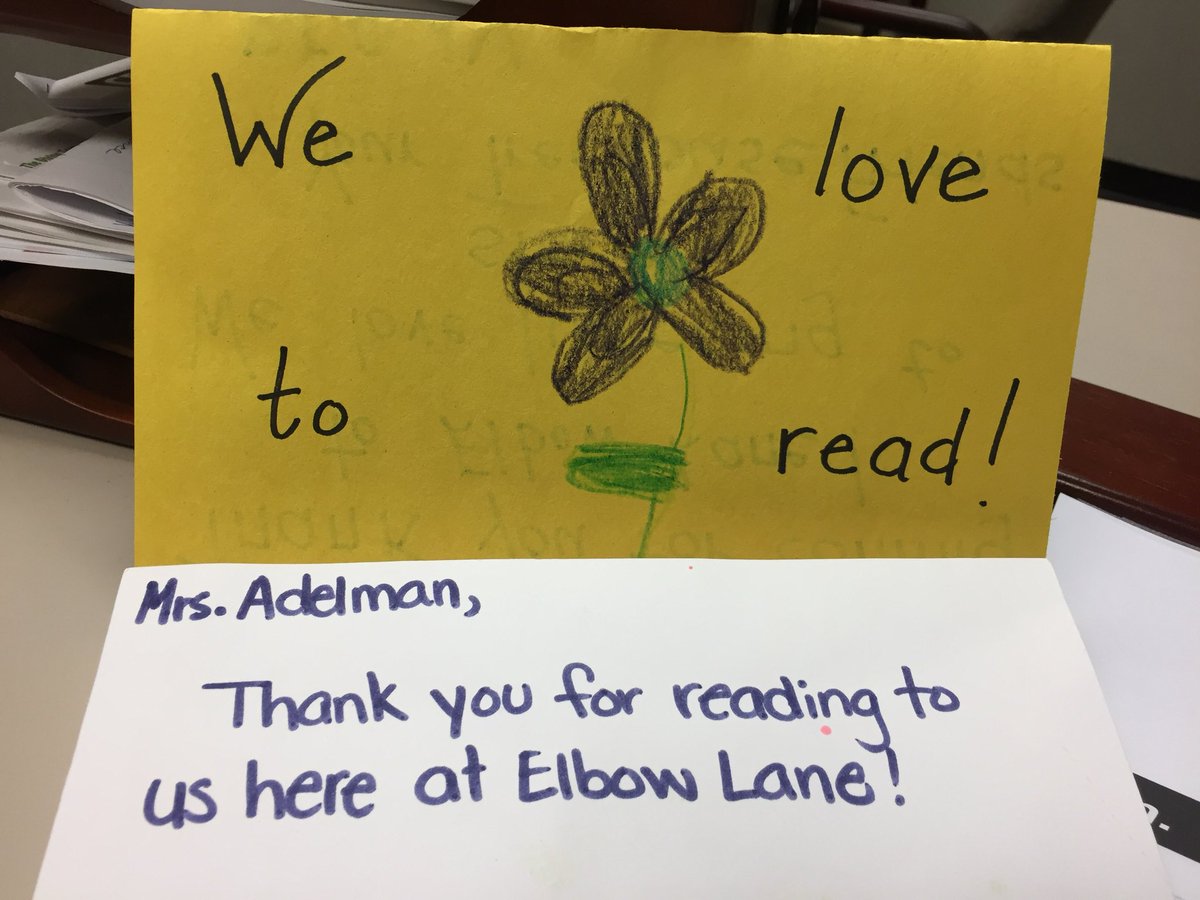 We love
to read!
Mrs. Adelman,
Thank you for reading to
us here at Elbow Lane!